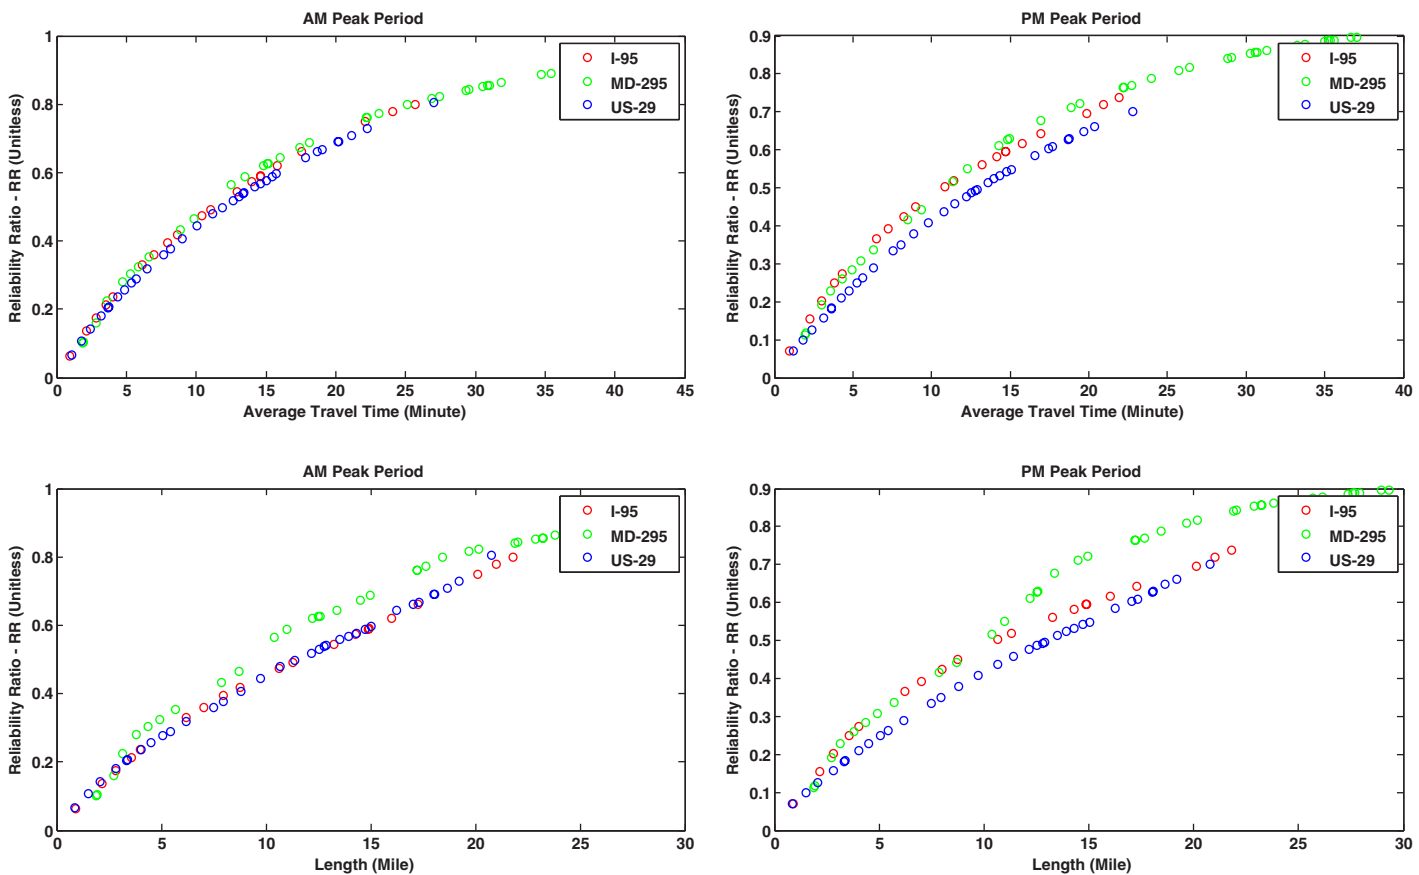 AM Peak Period
1
0.8
0.6
0.4
0.2
0
Reliability Ratio - RR (Unitless)
I-95
MD-295
US-29
0 5 10 15 20 25 30 35 40 45
Average Travel Time (Minute)
PM Peak Period
0.9
0.8
0.7
0.6
0.5
0.4
0.3
0.2
0.1
0
Reliability Ratio - RR (Unitless)
I-95
MD-295
US-29
0 5 10 15 20 25 30 35 40
Average Travel Time (Minute)
AM Peak Period
1
0.8
0.6
0.4
0.2
0
Reliability Ratio - RR (Unitless)
I-95
MD-295
US-29
0 5 10 15 20 25 30
Length (Mile)
PM Peak Period
0.9
0.8
0.7
0.6
0.5
0.4
0.3
0.2
0.1
0
Reliability Ratio - RR (Unitless)
I-95
MD-295
US-29
0 5 10 15 20 25 30
Length (Mile)